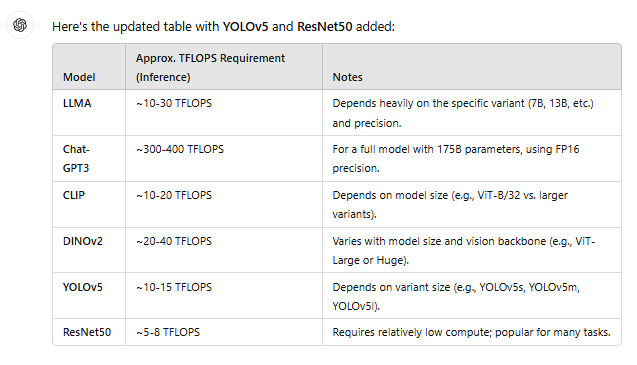 Here's the updated table with YOLOv5 and ResNet50 added:
Model
Approx. TFLOPS Requirement
(Inference)
Notes
LLMA
~10-30 TFLOPS
Depends heavily on the specific variant (7B, 13B, etc.)
and precision.
Chat-
GPT3
~300-400 TFLOPS
For a full model with 175B parameters, using FP16
precision.
CLIP
~10-20 TFLOPS
Depends on model size (e.g., ViT-B/32 vs. larger
variants).
DINOv2
~20-40 TFLOPS
Varies with model size and vision backbone (e.g., ViT-
Large or Huge).
YOLOv5
~10-15 TFLOPS
Depends on variant size (e.g., YOLOv5s, YOLOv5m,
YOLOv5l).
ResNet50
~5-8 TFLOPS
Requires relatively low compute; popular for many tasks.